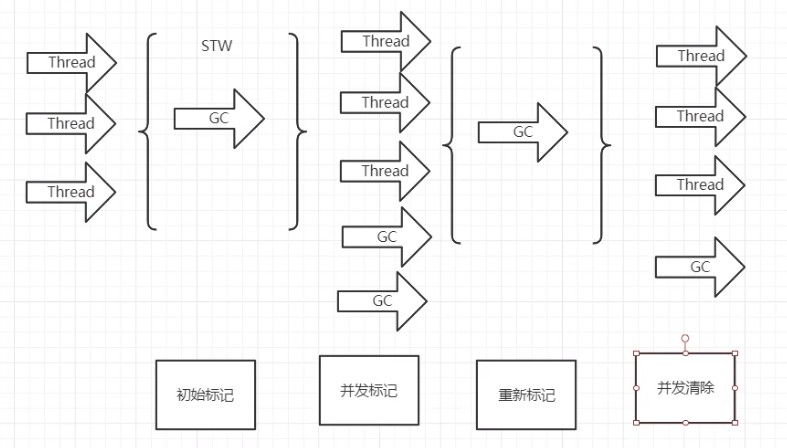 Thread
Thread
Thread
STW
GC
Thread
Thread
Thread
GC
GC
GC
Thread
Thread
Thread
GC
初始标记
并发标记
重新标记
并发清除